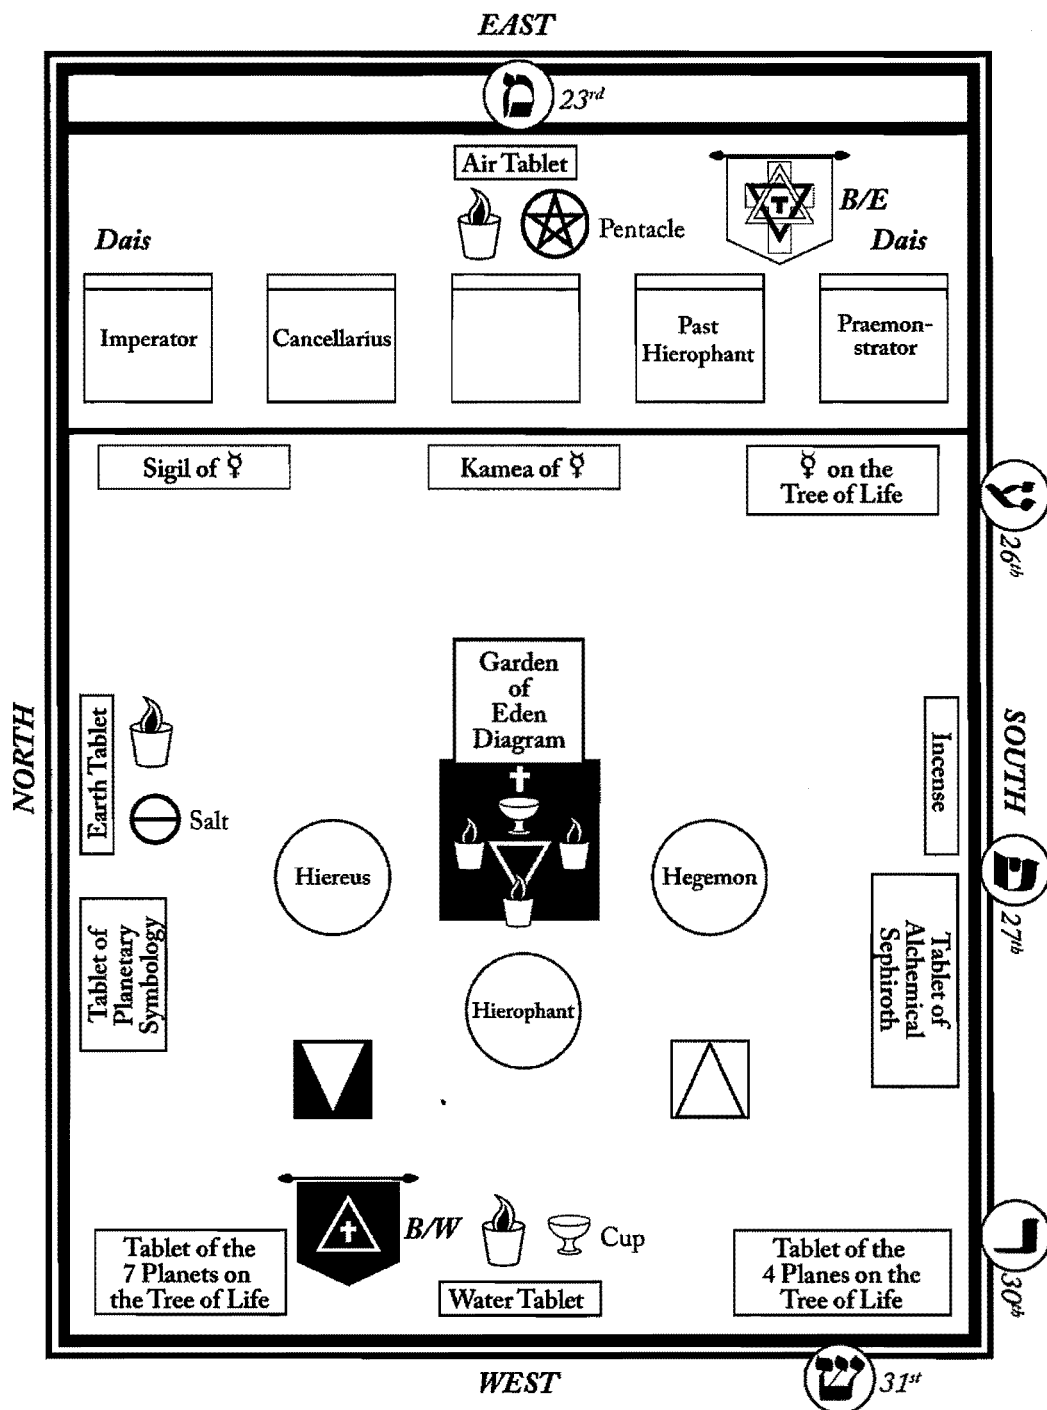 EAST
מ 23rd
Air Tablet
B/E
Pentacle
Dais
Dais
Imperator
Cancellarius
Past
Hierophant
Praemon-
strator
Sigil of ☿
Kamea of ☿
☿ on the
Tree of Life
ע 26th
Garden
of
Eden
Diagram
NORTH
Earth Tablet
Salt
Incense
SOUTH
Hiereus
Hegemon
פ 27th
Tablet of
Planetary
Symbology
Tablet of
Alchemical
Sephiroth
Hierophant
B/W
Cup
Tablet of the
7 Planets on
the Tree of Life
Water Tablet
Tablet of the
4 Planes on the
Tree of Life
ר 30th
WEST
ש 31st